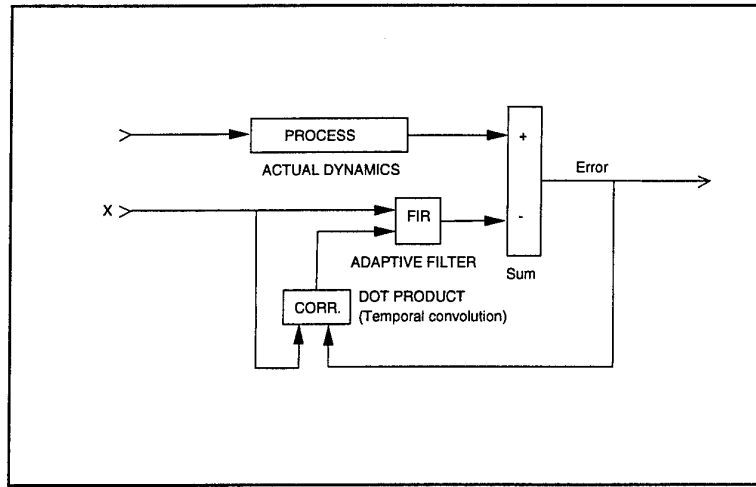 PROCESS
+
ACTUAL DYNAMICS
Error
X
FIR
-
ADAPTIVE FILTER
Sum
CORR.
DOT PRODUCT
(Temporal convolution)